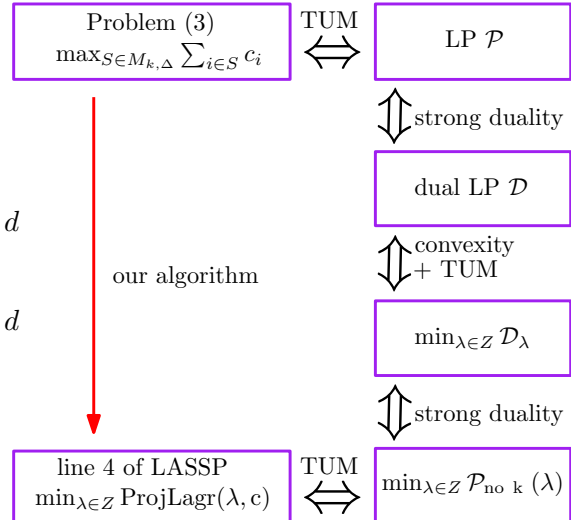 Problem (3)
max_{S∈M_{k,Δ}} ∑_{i∈S} c_i
TUM
LP 𝒫
strong duality
dual LP 𝒟
d
convexity
+ TUM
our algorithm
d
min_{λ∈Z} 𝒟_λ
strong duality
line 4 of LASSP
min_{λ∈Z} ProjLagr(λ, c)
TUM
min_{λ∈Z} 𝒫_{no k} (λ)